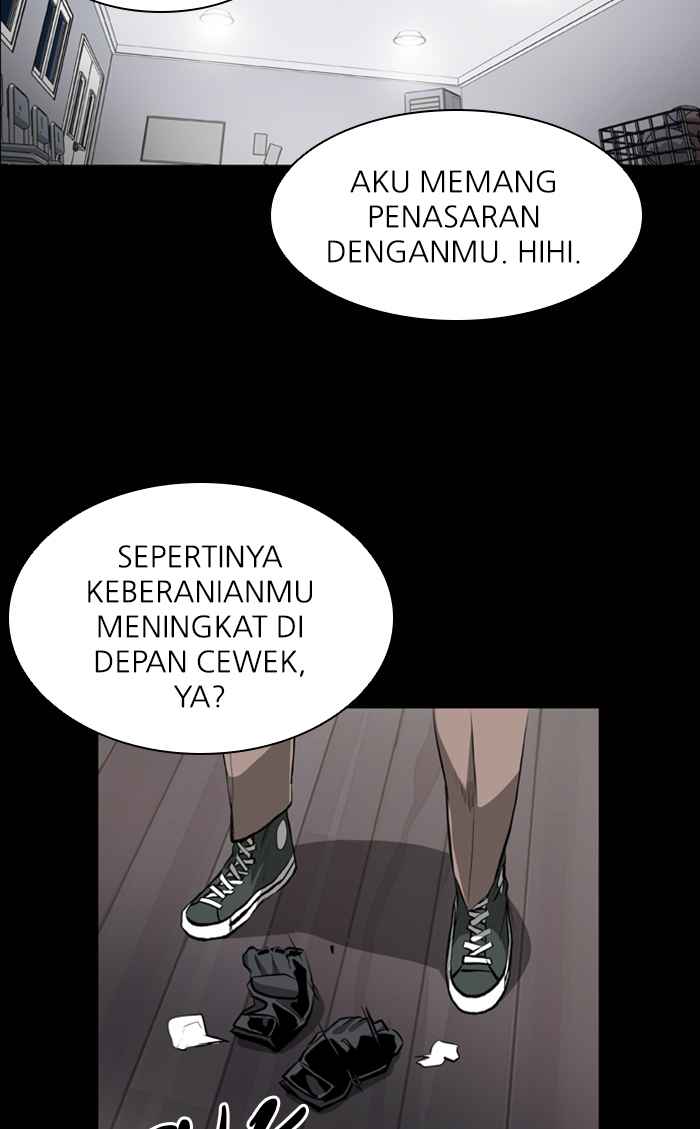 AKU MEMANG
PENASARAN
DENGANMU. HIHI.
SEPERTINYA
KEBERANIANMU
MENINGKAT DI
DEPAN CEWEK,
YA?